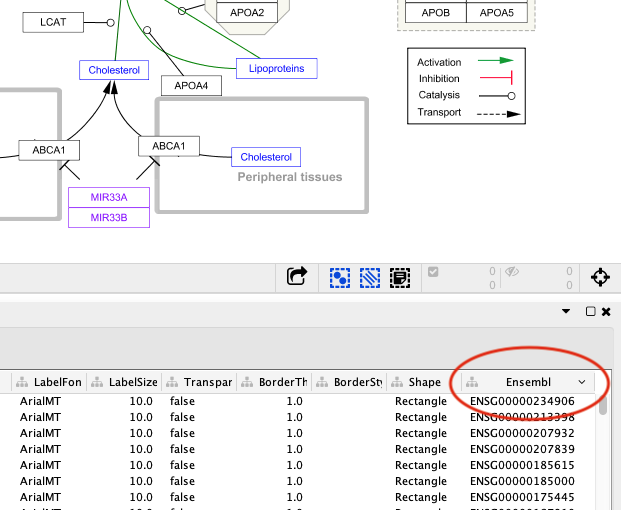 LCAT
APOA2
APOB APOA5
Cholesterol
Lipoproteins
APOA4
Activation
Inhibition
Catalysis
Transport
ABCA1
ABCA1
Cholesterol
Peripheral tissues
MIR33A
MIR33B
0 0
0 0
LabelFon LabelSize Transpar BorderTh BorderSty Shape Ensembl
ArialMT 10.0 false 1.0 Rectangle ENSG00000234906
ArialMT 10.0 false 1.0 Rectangle ENSG00000213398
ArialMT 10.0 false 1.0 Rectangle ENSG00000207932
ArialMT 10.0 false 1.0 Rectangle ENSG00000207839
ArialMT 10.0 false 1.0 Rectangle ENSG00000185615
ArialMT 10.0 false 1.0 Rectangle ENSG00000185000
ArialMT 10.0 false 1.0 Rectangle ENSG00000175445